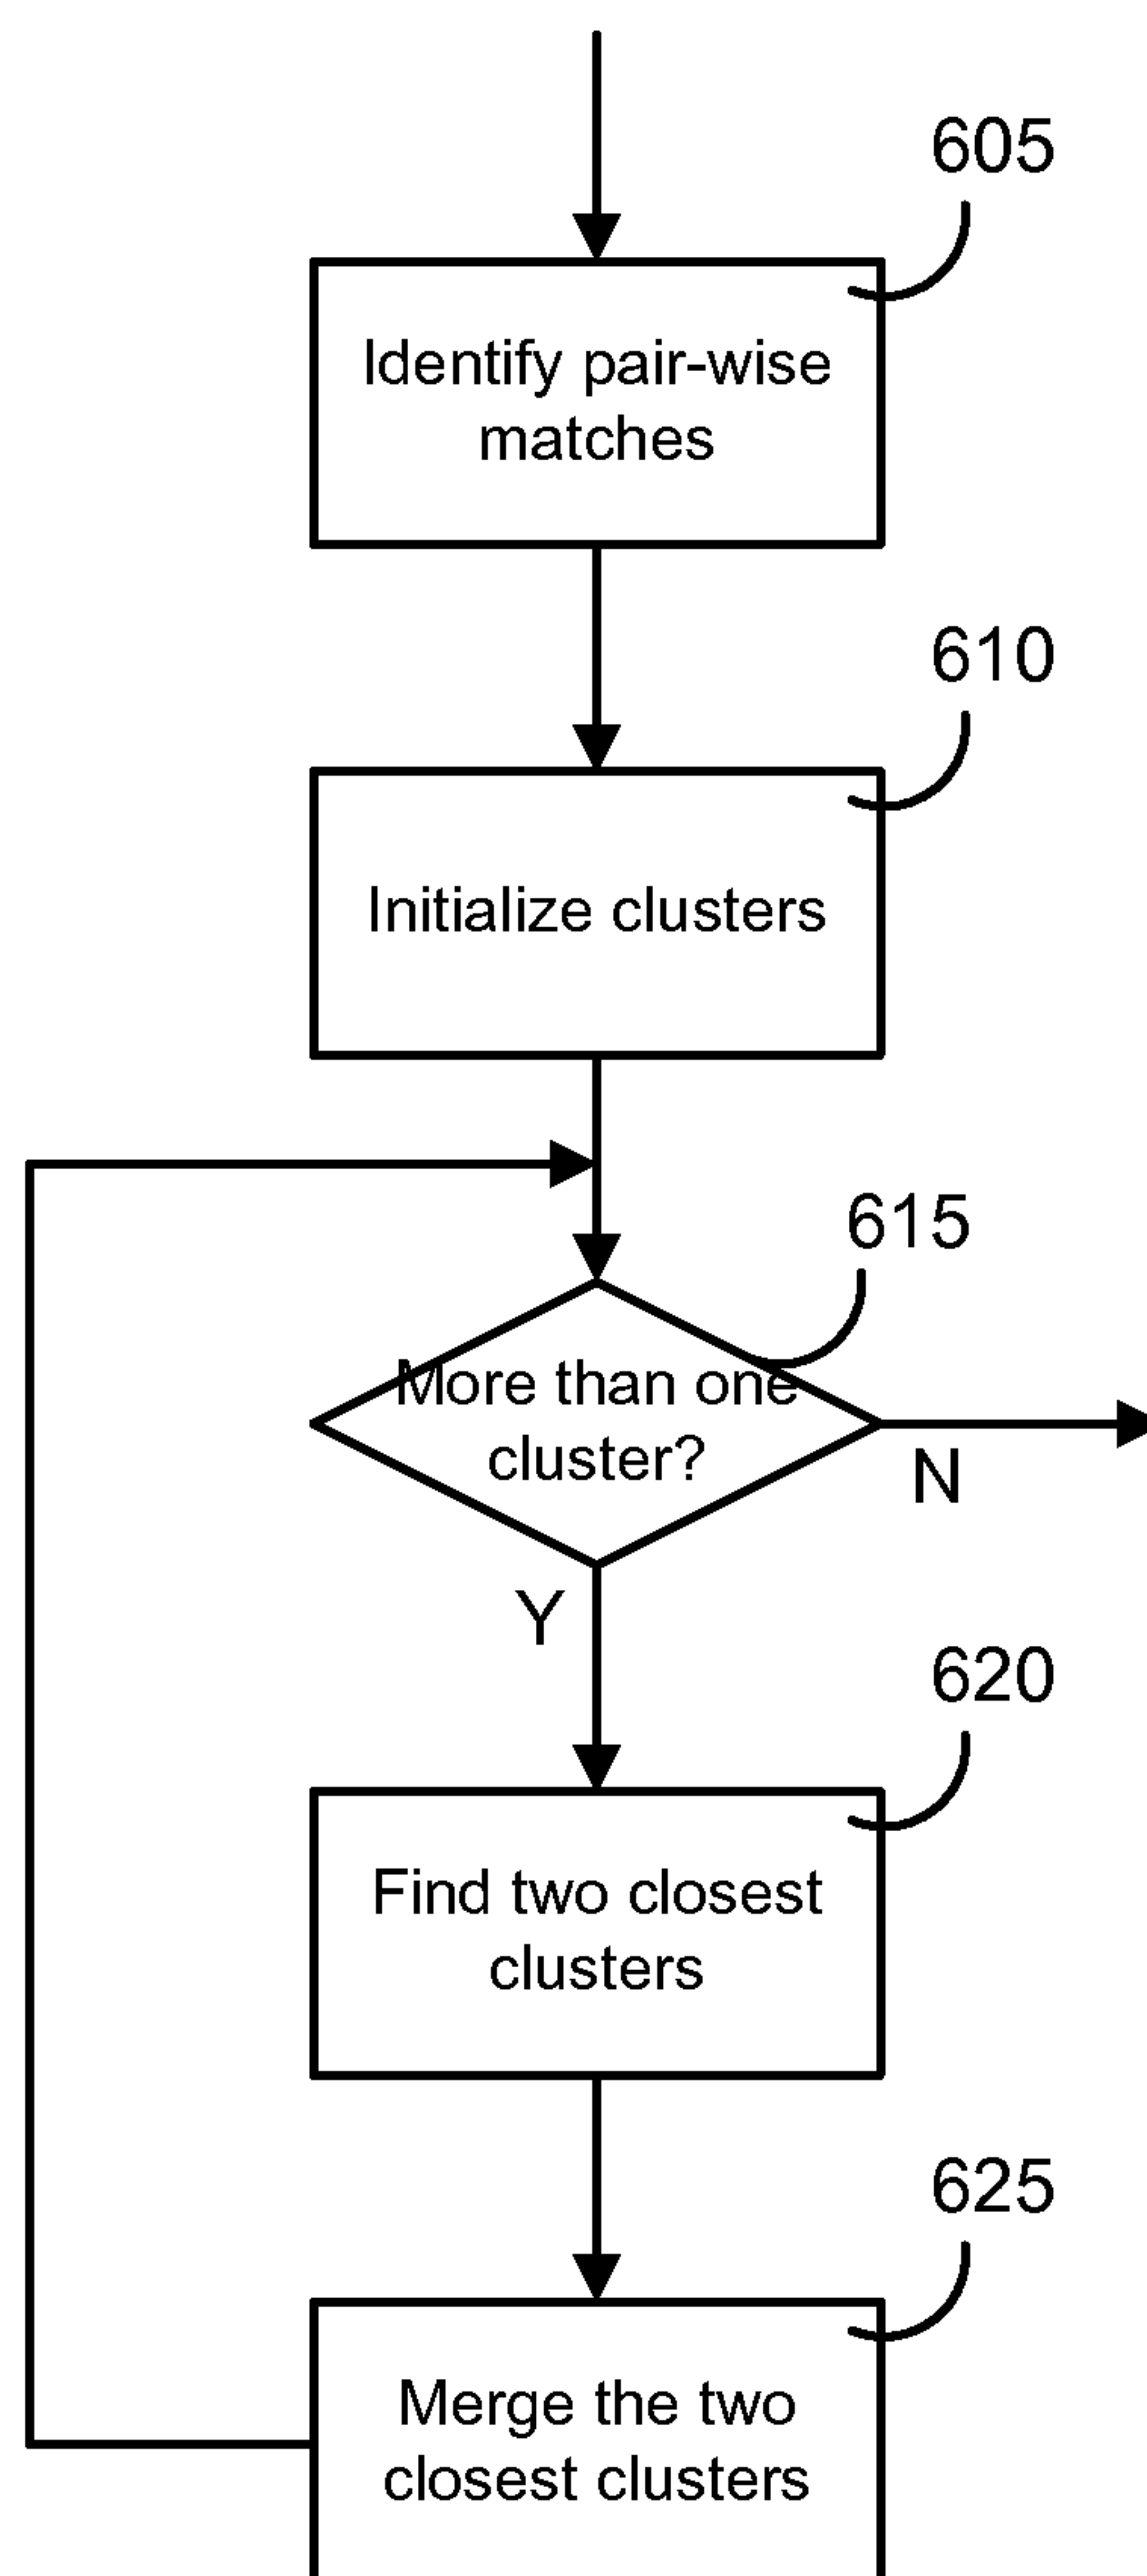 605
Identify pair-wise
matches
610
Initialize clusters
615
More than one
cluster?
N
Y
620
Find two closest
clusters
625
Merge the two
closest clusters